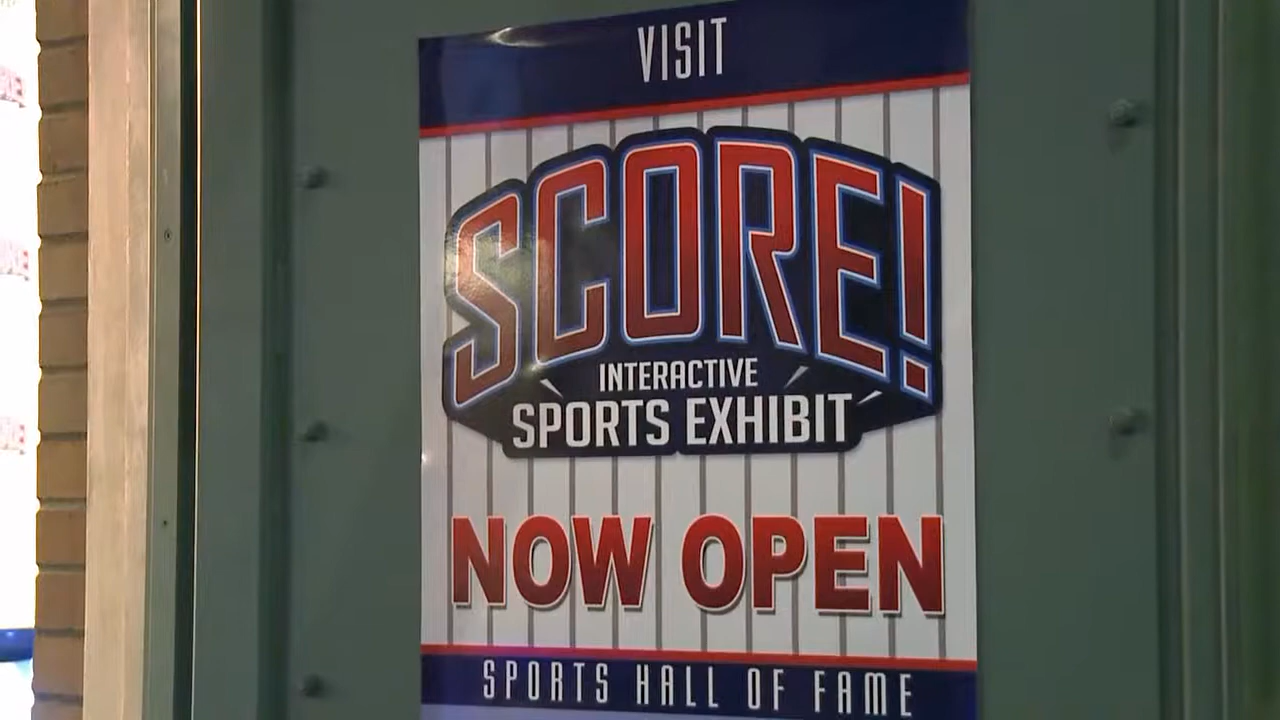 VISIT
SCORE!
INTERACTIVE
SPORTS EXHIBIT
NOW OPEN
SPORTS HALL OF FAME